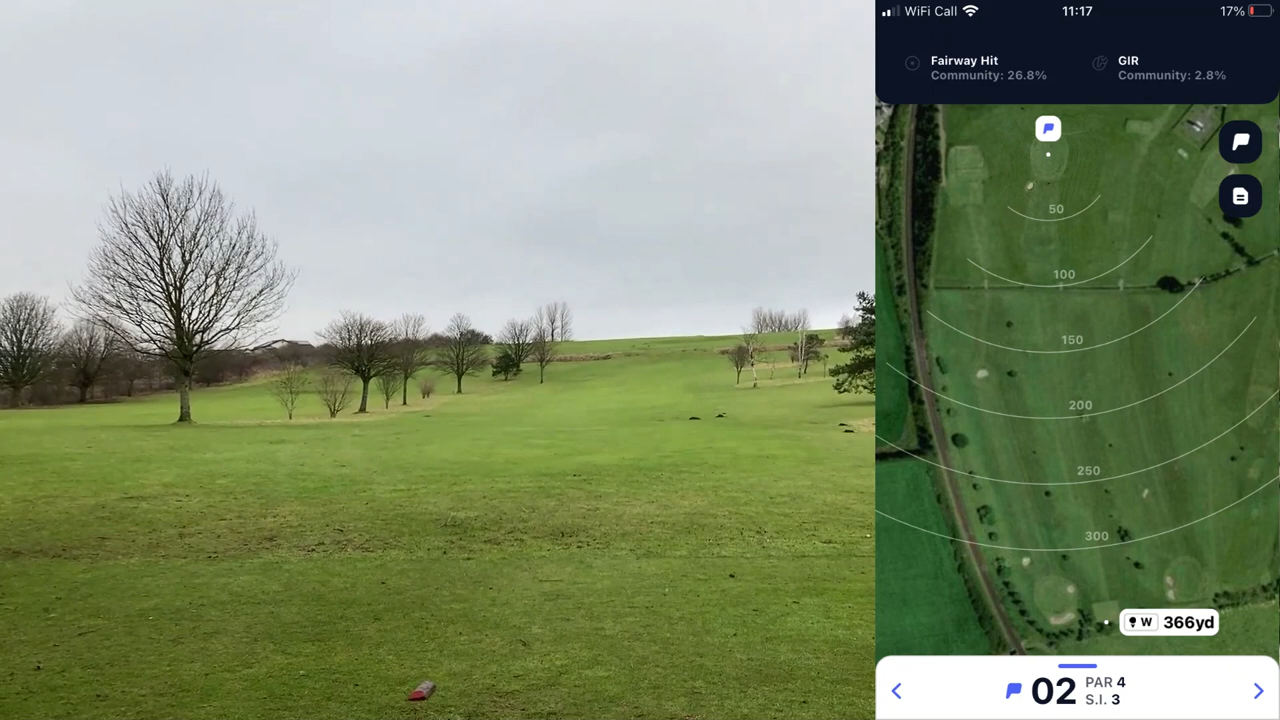 WiFi Call
11:17
17%
Fairway Hit
Community: 26.8%
GIR
Community: 2.8%
50
100
150
200
250
300
W 366yd
02
PAR 4
S.I. 3